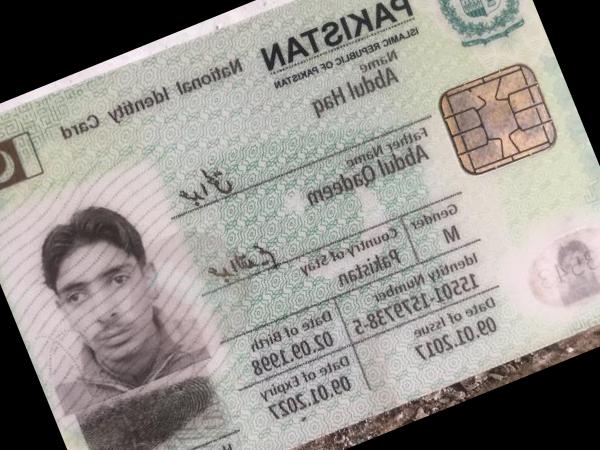 PAKISTAN
National Identity Card
ISLAMIC REPUBLIC OF PAKISTAN
Name
Abdul Haq
Father Name
Abdul Qadeem
Gender
Country of Stay
M
Pakistan
Identity Number
Date of Birth
15501-1579738-5
02.09.1998
Date of Issue
Date of Expiry
09.01.2017
09.01.2027